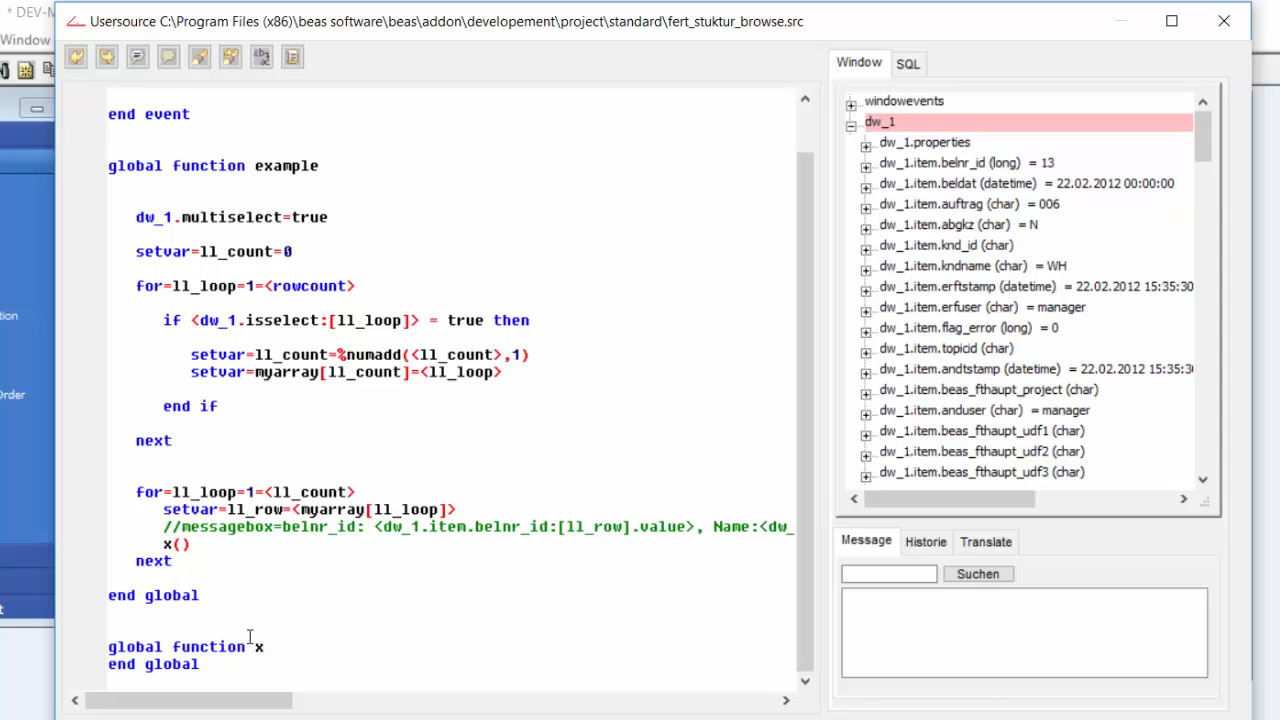 * DEV-M
Usersource C:\Program Files (x86)\beas software\beas\addon\developement\project\standard\fert_stuktur_browse.src
Window
Window
SQL
end event
global function example
dw_1.multiselect=true
setvar=ll_count=0
for=ll_loop=1=<rowcount>
if <dw_1.isselect:[ll_loop]> = true then
setvar=ll_count=%numadd(<ll_count>,1)
setvar=myarray[ll_count]=<ll_loop>
end if
next
for=ll_loop=1=<ll_count>
setvar=ll_row=<myarray[ll_loop]>
//messagebox=belnr_id: <dw_1.item.belnr_id:[ll_row].value>, Name:<dw_
x()
next
end global
global function x
end global
windowevents
dw_1
dw_1.properties
dw_1.item.belnr_id (long) = 13
dw_1.item.beldat (datetime) = 22.02.2012 00:00:00
dw_1.item.auftrag (char) = 006
dw_1.item.abgkz (char) = N
dw_1.item.knd_id (char)
dw_1.item.kndname (char) = WH
dw_1.item.erftstamp (datetime) = 22.02.2012 15:35:30
dw_1.item.erfuser (char) = manager
dw_1.item.flag_error (long) = 0
dw_1.item.topicid (char)
dw_1.item.andtstamp (datetime) = 22.02.2012 15:35:30
dw_1.item.beas_fthaupt_project (char)
dw_1.item.anduser (char) = manager
dw_1.item.beas_fthaupt_udf1 (char)
dw_1.item.beas_fthaupt_udf2 (char)
dw_1.item.beas_fthaupt_udf3 (char)
Message
Historie
Translate
Suchen
tion
Order
t